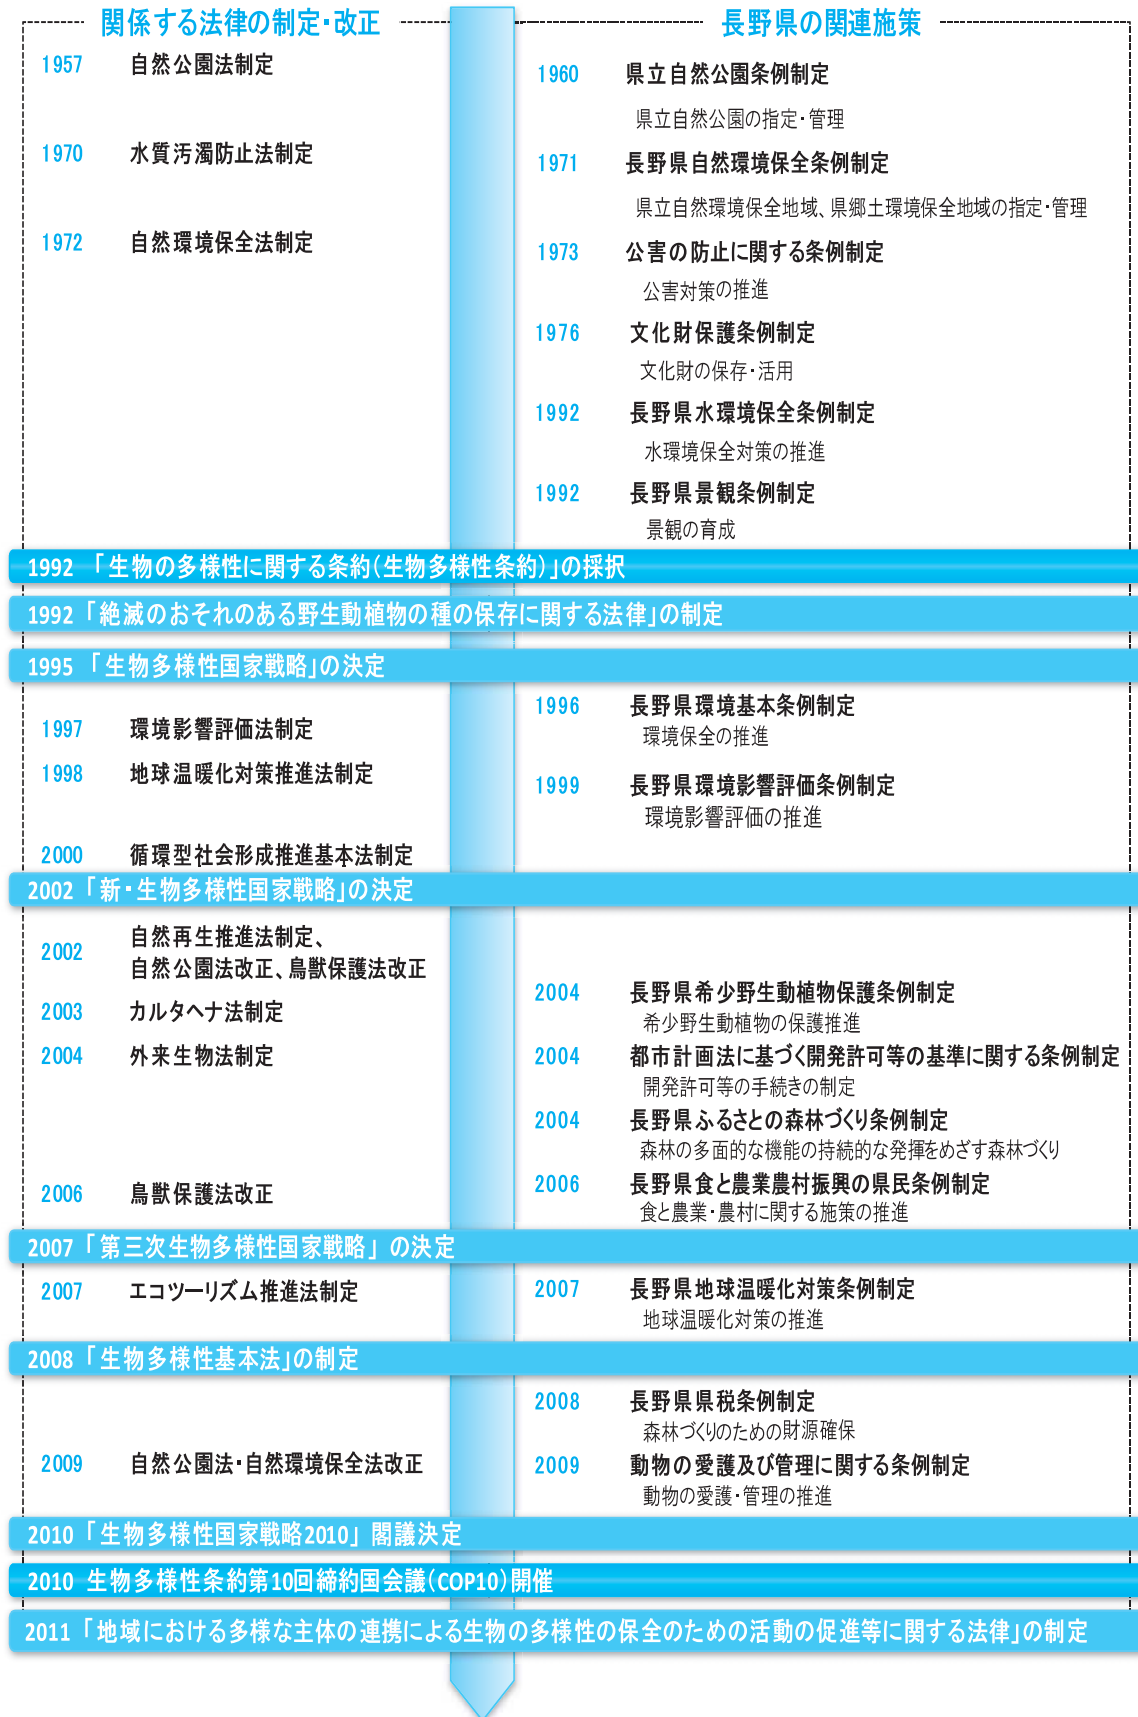 関係する法律の制定・改正
長野県の関連施策
1957 自然公園法制定
1960 県立自然公園条例制定
県立自然公園の指定・管理
1970 水質汚濁防止法制定
1971 長野県自然環境保全条例制定
県立自然環境保全地域、県郷土環境保全地域の指定・管理
1972 自然環境保全法制定
1973 公害の防止に関する条例制定
公害対策の推進
1976 文化財保護条例制定
文化財の保存・活用
1992 長野県水環境保全条例制定
水環境保全対策の推進
1992 長野県景観条例制定
景観の育成
1992 「生物の多様性に関する条約(生物多様性条約)」の採択
1992 「絶滅のおそれのある野生動植物の種の保存に関する法律」の制定
1995 「生物多様性国家戦略」の決定
1996 長野県環境基本条例制定
環境保全の推進
1997 環境影響評価法制定
1998 地球温暖化対策推進法制定
1999 長野県環境影響評価条例制定
環境影響評価の推進
2000 循環型社会形成推進基本法制定
2002 「新・生物多様性国家戦略」の決定
2002 自然再生推進法制定、
自然公園法改正、鳥獣保護法改正
2003 カルタヘナ法制定
2004 長野県希少野生動植物保護条例制定
希少野生動植物の保護推進
2004 外来生物法制定
2004 都市計画法に基づく開発許可等の基準に関する条例制定
開発許可等の手続きの制定
2004 長野県ふるさとの森林づくり条例制定
森林の多面的な機能の持続的な発揮をめざす森林づくり
2006 鳥獣保護法改正
2006 長野県食と農業農村振興の県民条例制定
食と農業・農村に関する施策の推進
2007 「第三次生物多様性国家戦略」の決定
2007 エコツーリズム推進法制定
2007 長野県地球温暖化対策条例制定
地球温暖化対策の推進
2008 「生物多様性基本法」の制定
2008 長野県県税条例制定
森林づくりのための財源確保
2009 自然公園法・自然環境保全法改正
2009 動物の愛護及び管理に関する条例制定
動物の愛護・管理の推進
2010 「生物多様性国家戦略2010」閣議決定
2010 生物多様性条約第10回締約国会議(COP10)開催
2011 「地域における多様な主体の連携による生物の多様性の保全のための活動の促進等に関する法律」の制定